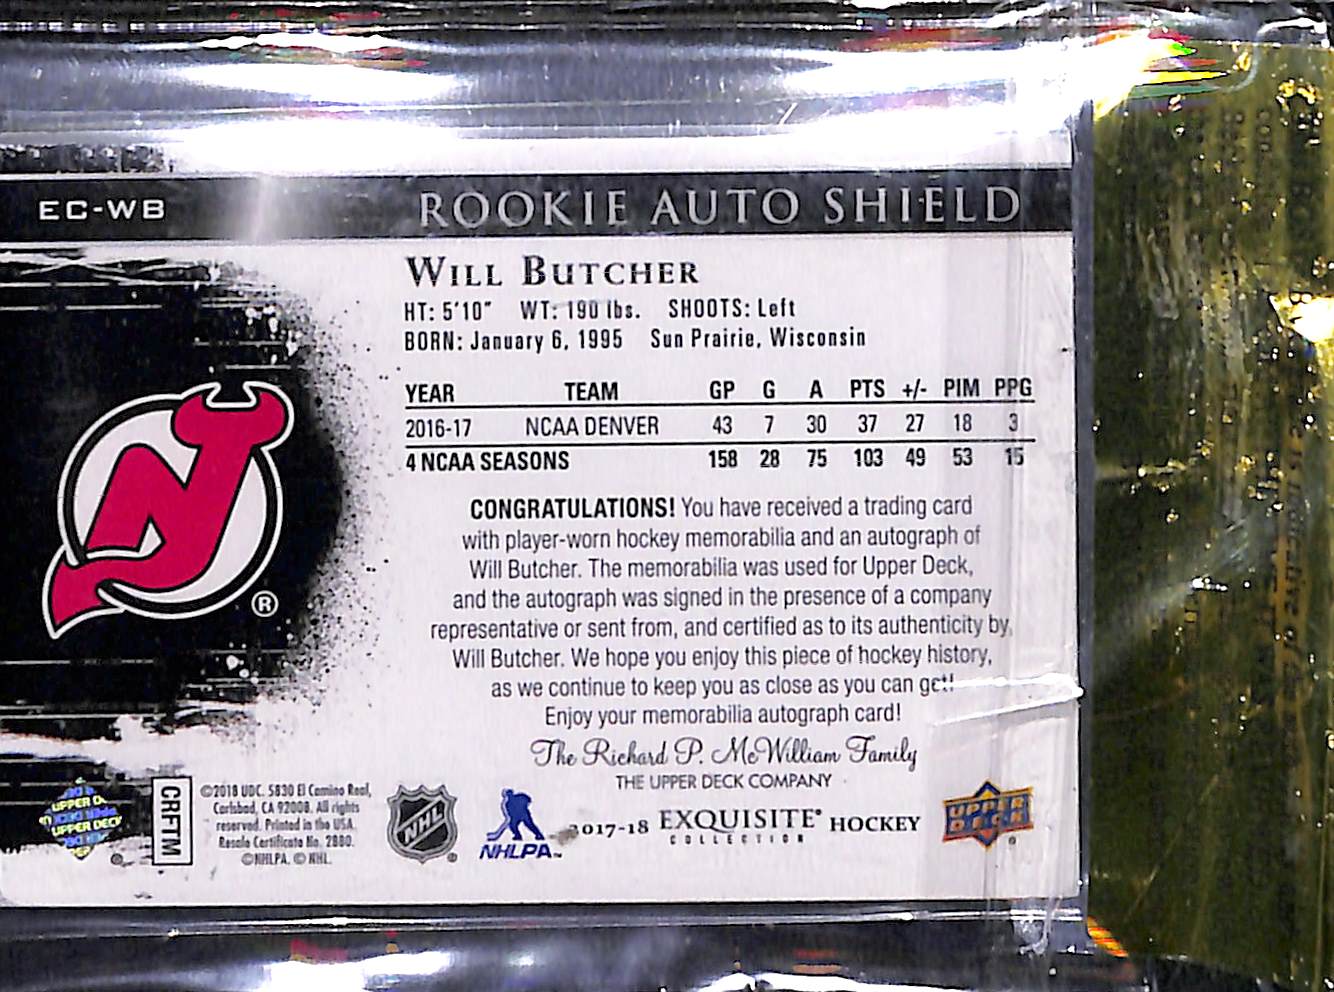 EC-WB ROOKIE AUTO SHIELD
WILL BUTCHER
HT: 5'10" WT: 190 lbs. SHOOTS: Left
BORN: January 6, 1995 Sun Prairie, Wisconsin
YEAR TEAM GP G A PTS +/- PIM PPG
2016-17 NCAA DENVER 43 7 30 37 27 18 3
4 NCAA SEASONS 158 28 75 103 49 53 15
CONGRATULATIONS! You have received a trading card
with player-worn hockey memorabilia and an autograph of
Will Butcher. The memorabilia was used for Upper Deck,
and the autograph was signed in the presence of a company
representative or sent from, and certified as to its authenticity by,
Will Butcher. We hope you enjoy this piece of hockey history,
as we continue to keep you as close as you can get!
Enjoy your memorabilia autograph card!
The Richard P. McWilliam Family
THE UPPER DECK COMPANY
UPPER DECK
CRFTM
©2018 UDC. 5830 El Camino Real,
Carlsbad, CA 92008. All rights
reserved. Printed in the USA.
Resale Certificate No. 2880.
©NHLPA. © NHL.
NHL
NHLPA
2017-18 EXQUISITE® HOCKEY
COLLECTION
UPPER
DECK
®